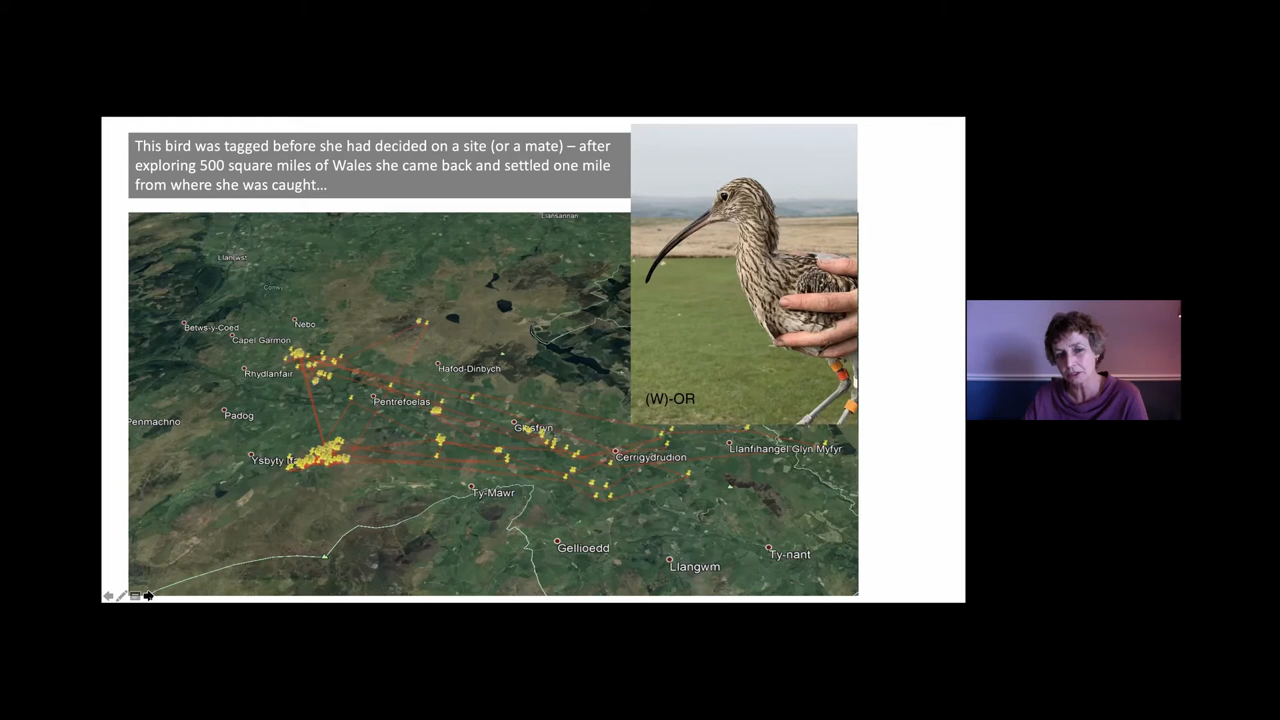 This bird was tagged before she had decided on a site (or a mate) – after
exploring 500 square miles of Wales she came back and settled one mile
from where she was caught…
Llansannan
Llanrwst
Conwy
Nebo
Betws-y-Coed
Capel Garmon
Hafod-Dinbych
Rhydlanfair
(W)-OR
Pentrefoelas
Padog
Penmachno
Glasfryn
Llanfihangel Glyn Myfyr
Cerrigydrudion
Ysbyty
Ty-Mawr
Gellioedd
Ty-nant
Llangwm